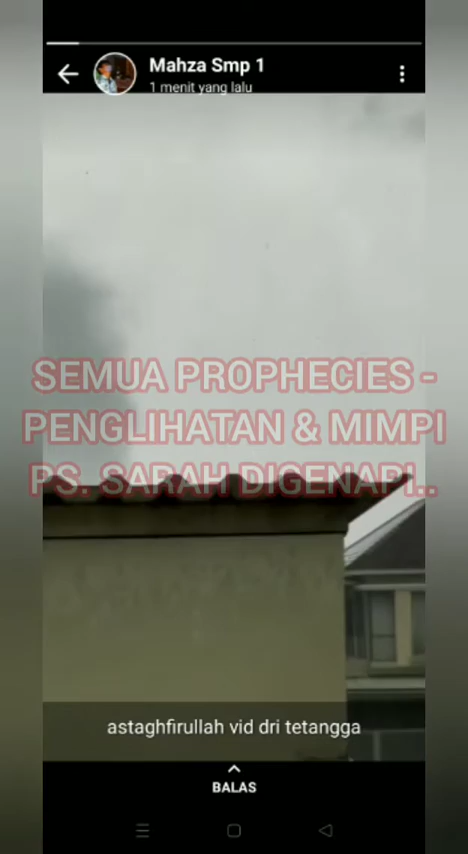 Mahza Smp 1
1 menit yang lalu
SEMUA PROPHECIES -
PENGLIHATAN & MIMPI
PS. SARAH DIGENAPI..
astaghfirullah vid dri tetangga
BALAS